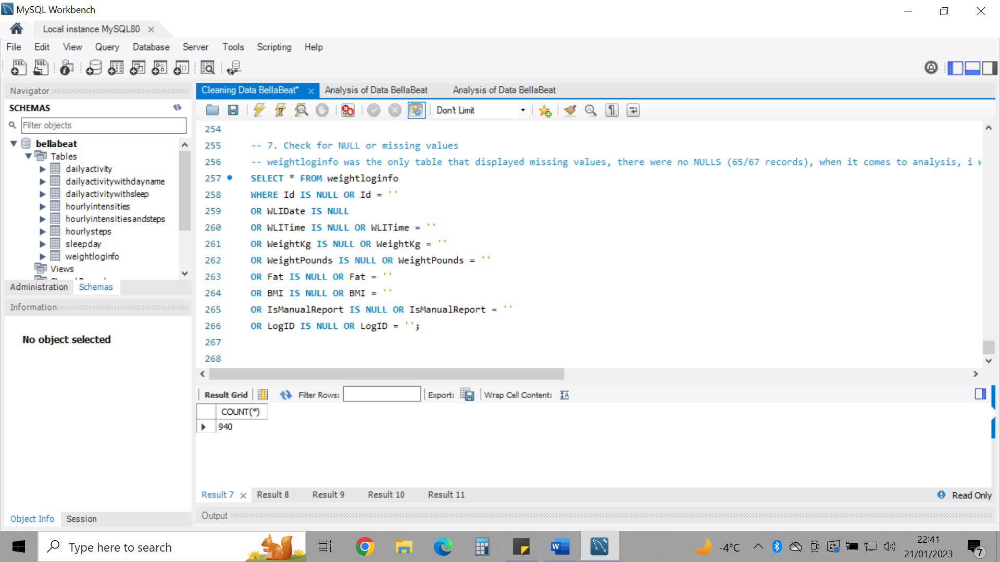 MySQL Workbench
Local instance MySQL80
File Edit View Query Database Server Tools Scripting Help
Navigator
SCHEMAS
Filter objects
bellabeat
Tables
dailyactivity
dailyactivitywithdayname
dailyactivitywithsleep
hourlyintensities
hourlyintensitiesandsteps
hourlysteps
sleepday
weightloginfo
Views
Administration Schemas
Information
No object selected
Object Info Session
Cleaning Data BellaBeat* Analysis of Data BellaBeat Analysis of Data BellaBeat
Don't Limit
254
255 -- 7. Check for NULL or missing values
256 -- weightloginfo was the only table that displayed missing values, there were no NULLS (65/67 records), when it comes to analysis, i w
257 SELECT * FROM weightloginfo
258 WHERE Id IS NULL OR Id = ''
259 OR WLIDate IS NULL
260 OR WLITime IS NULL OR WLITime = ''
261 OR WeightKg IS NULL OR WeightKg = ''
262 OR WeightPounds IS NULL OR WeightPounds = ''
263 OR Fat IS NULL OR Fat = ''
264 OR BMI IS NULL OR BMI = ''
265 OR IsManualReport IS NULL OR IsManualReport = ''
266 OR LogID IS NULL OR LogID = '';
267
268
Result Grid Filter Rows: Export: Wrap Cell Content:
COUNT(*)
940
Result 7 Result 8 Result 9 Result 10 Result 11
Read Only
Output
Type here to search
-4°C
22:41
21/01/2023
7